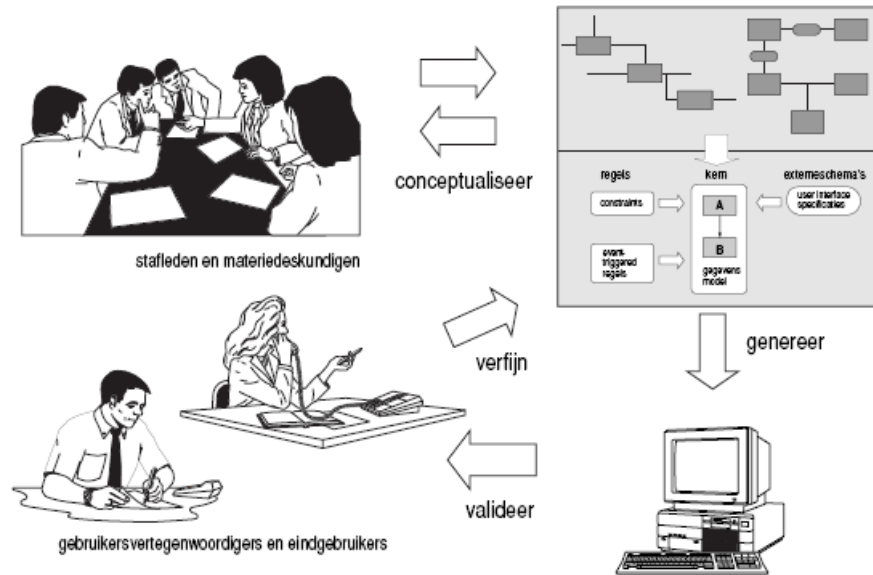 conceptualiseer
stafleden en materiedeskundigen
regels
kern
externeschema's
constraints
A
user interface
specificaties
event-
triggered
regels
B
gegevens
model
verfijn
genereer
valideer
gebruikersvertegenwoordigers en eindgebruikers